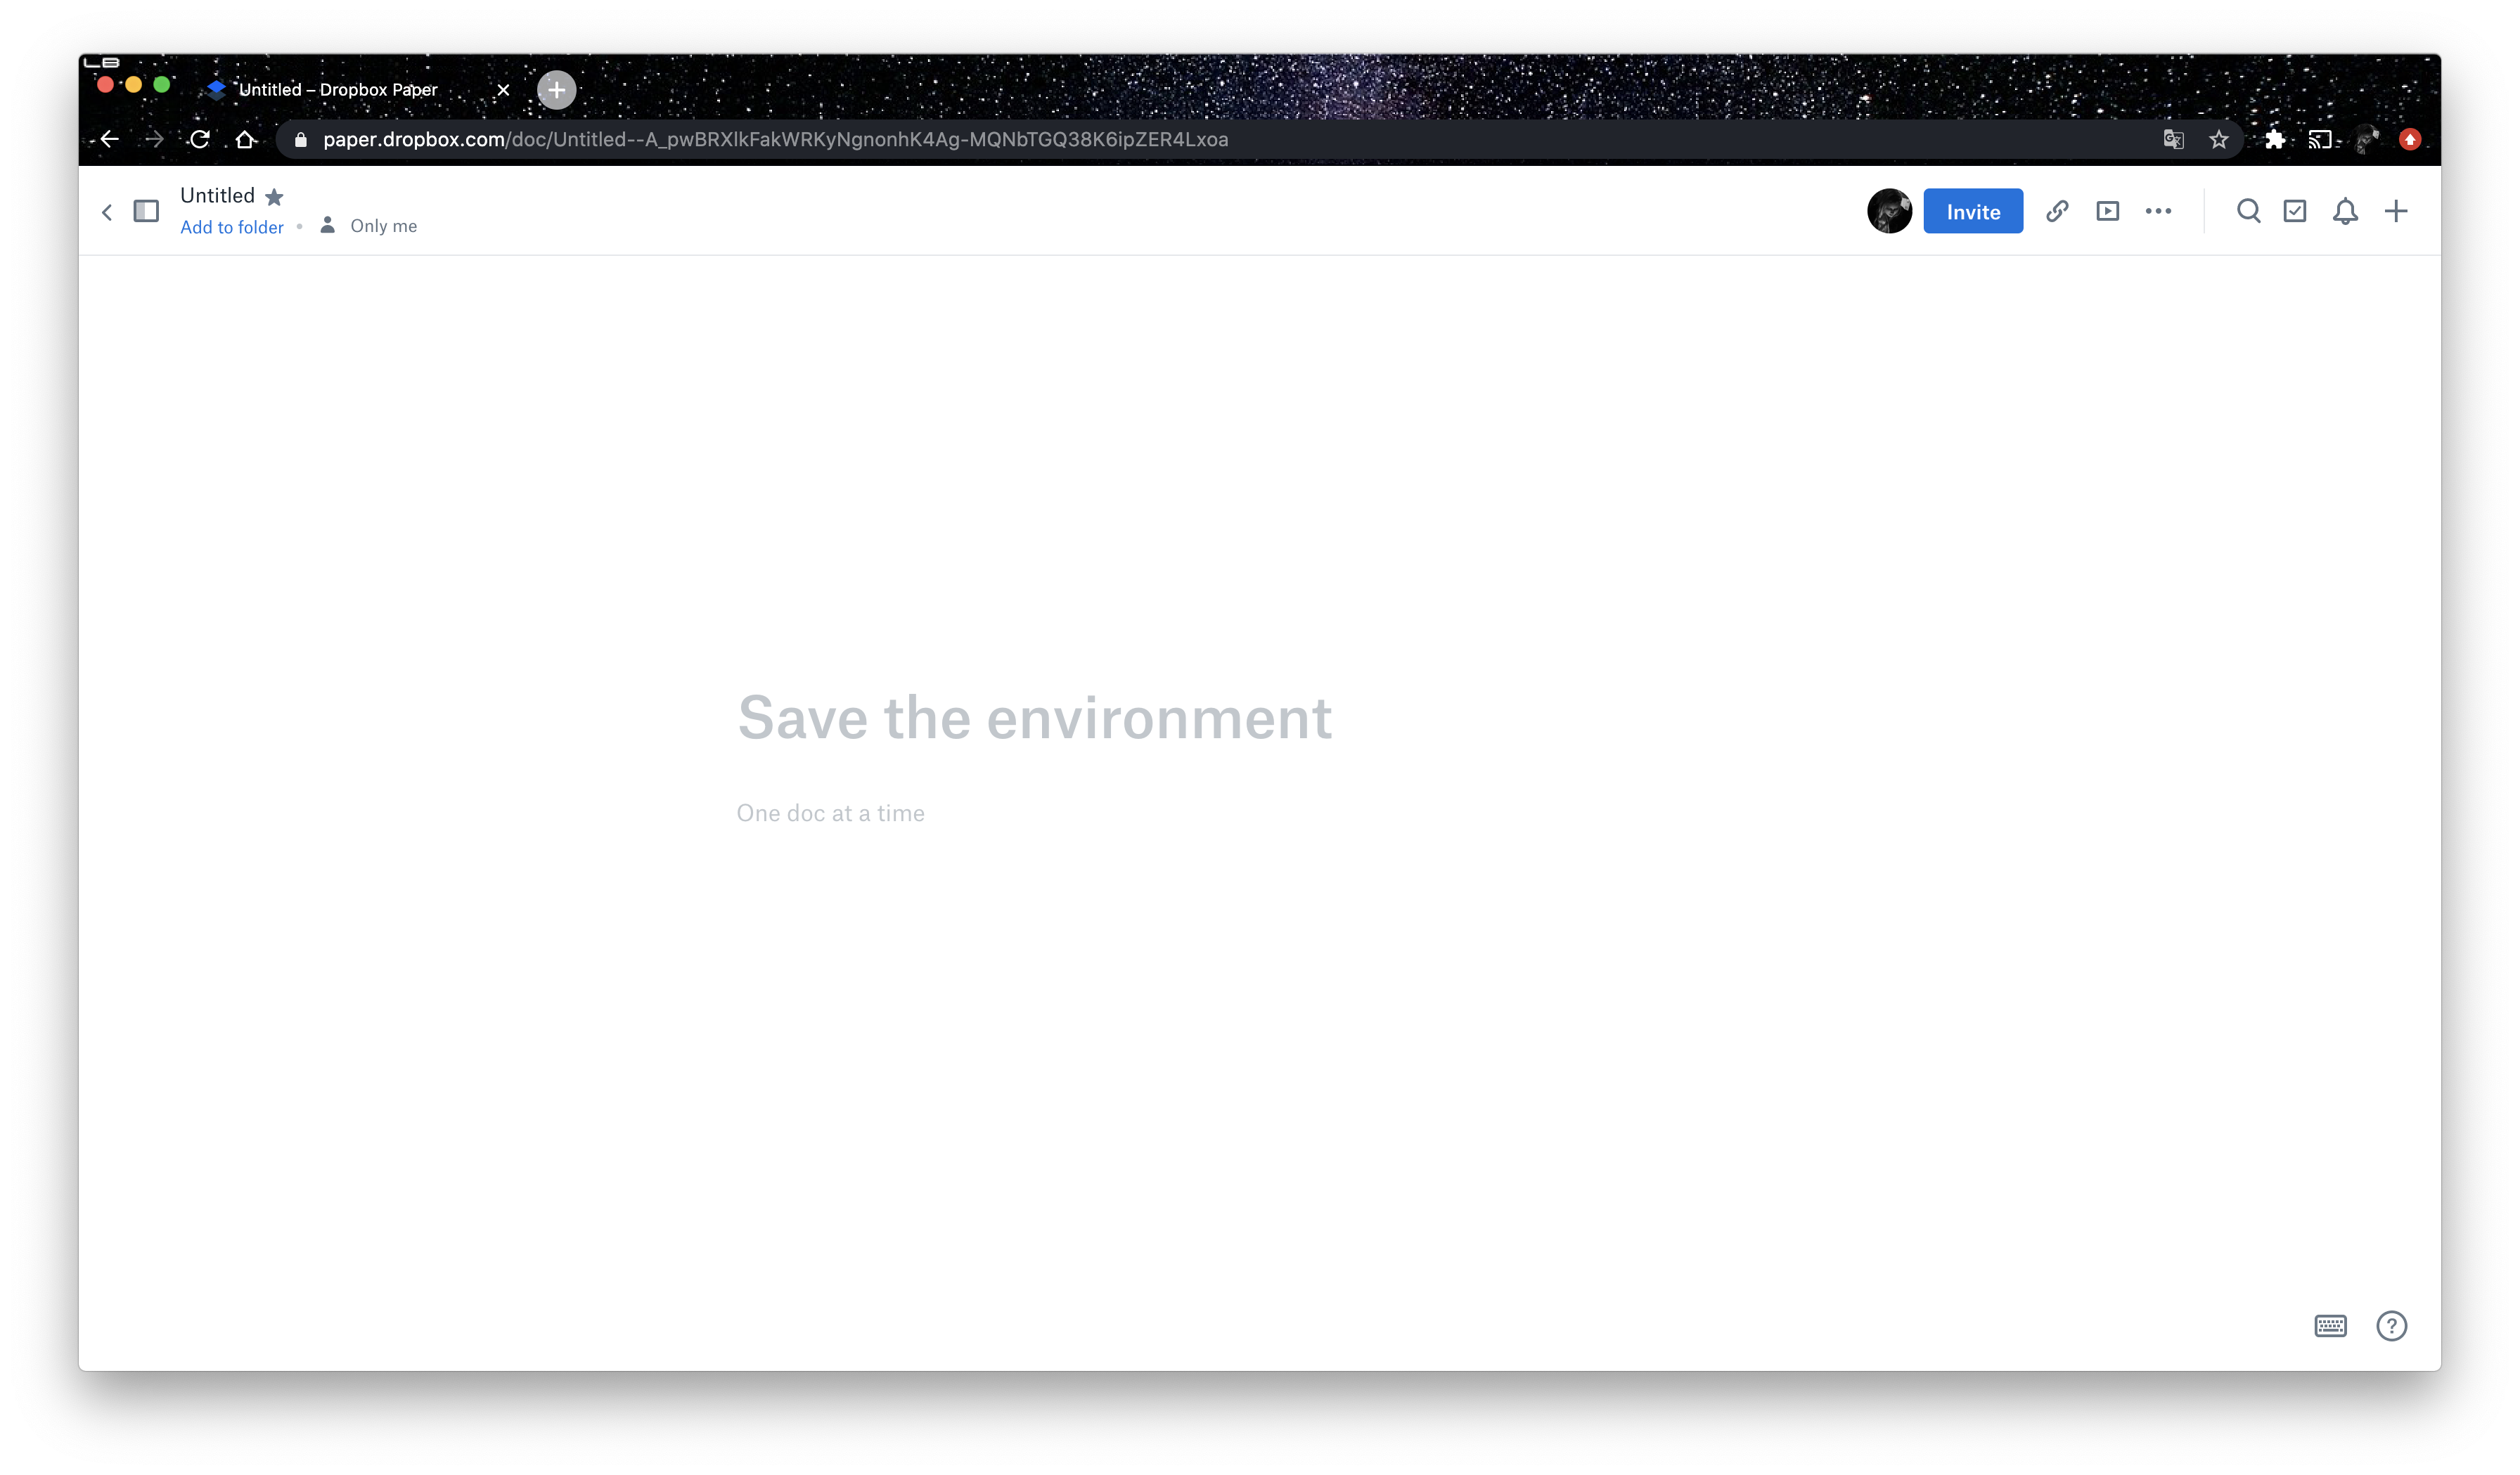 Untitled – Dropbox Paper
paper.dropbox.com/doc/Untitled--A_pwBRXlkFakWRKyNgnonhK4Ag-MQNbTGQ38K6ipZER4Lxoa
Untitled
Add to folder • Only me
Invite
Save the environment
One doc at a time